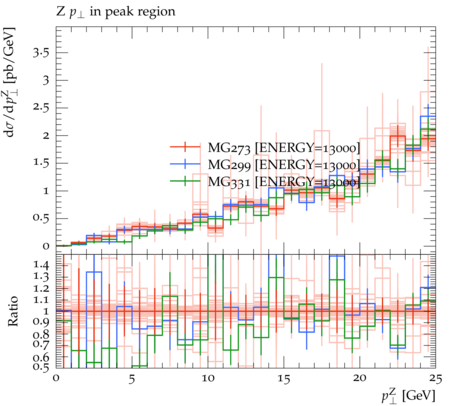 Z p⊥ in peak region
dσ/dp⊥^Z [pb/GeV]
3.5
3
2.5
2
1.5
1
0.5
0
MG273 [ENERGY=13000]
MG299 [ENERGY=13000]
MG331 [ENERGY=13000]
Ratio
1.4
1.3
1.2
1.1
1
0.9
0.8
0.7
0.6
0.5
0 5 10 15 20 25
p⊥^Z [GeV]